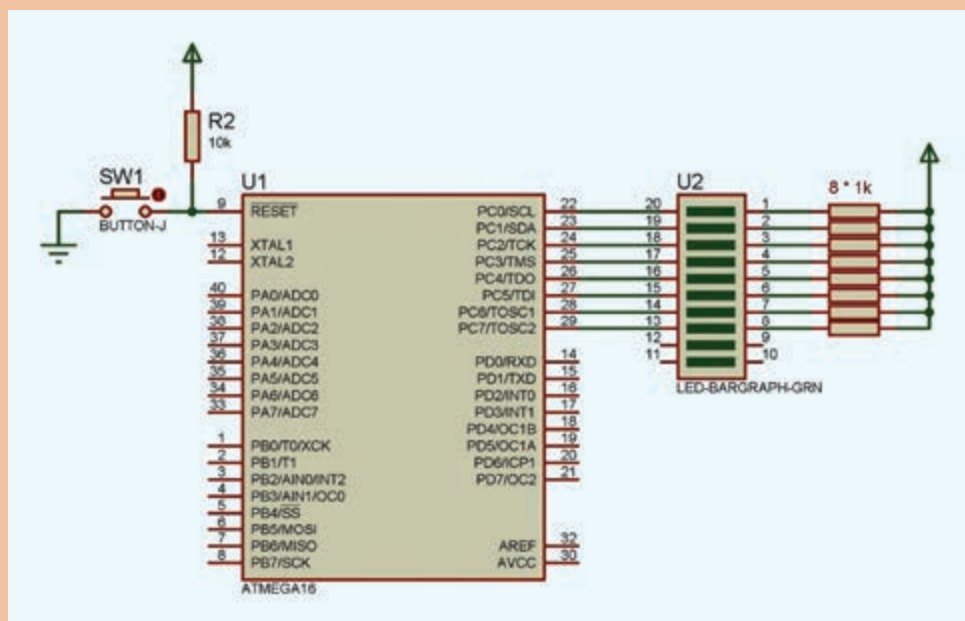 R2
10k
SW1
BUTTON-J
U1
9 RESET
13 XTAL1
12 XTAL2
40 PA0/ADC0
39 PA1/ADC1
38 PA2/ADC2
37 PA3/ADC3
36 PA4/ADC4
35 PA5/ADC5
34 PA6/ADC6
33 PA7/ADC7
1 PB0/T0/XCK
2 PB1/T1
3 PB2/AIN0/INT2
4 PB3/AIN1/OC0
5 PB4/SS
6 PB5/MOSI
7 PB6/MISO
8 PB7/SCK
PC0/SCL 22
PC1/SDA 23
PC2/TCK 24
PC3/TMS 25
PC4/TDO 26
PC5/TDI 27
PC6/TOSC1 28
PC7/TOSC2 29
PD0/RXD 14
PD1/TXD 15
PD2/INT0 16
PD3/INT1 17
PD4/OC1B 18
PD5/OC1A 19
PD6/ICP1 20
PD7/OC2 21
AREF 32
AVCC 30
ATMEGA16
U2
20 1
19 2
18 3
17 4
16 5
15 6
14 7
13 8
12 9
11 10
LED-BARGRAPH-GRN
8 * 1k